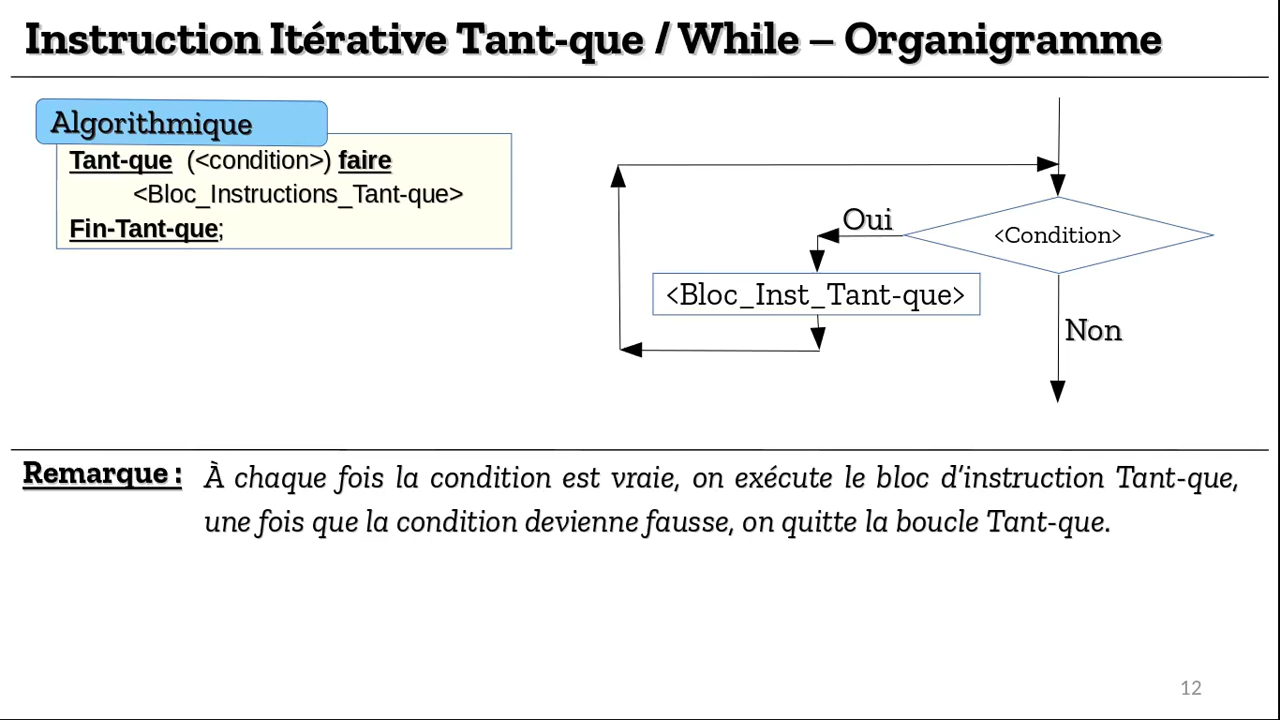 Instruction Itérative Tant-que / While – Organigramme
Algorithmique
Tant-que (<condition>) faire
<Bloc_Instructions_Tant-que>
Fin-Tant-que;
Oui
<Condition>
<Bloc_Inst_Tant-que>
Non
Remarque : À chaque fois la condition est vraie, on exécute le bloc d’instruction Tant-que,
une fois que la condition devienne fausse, on quitte la boucle Tant-que.
12